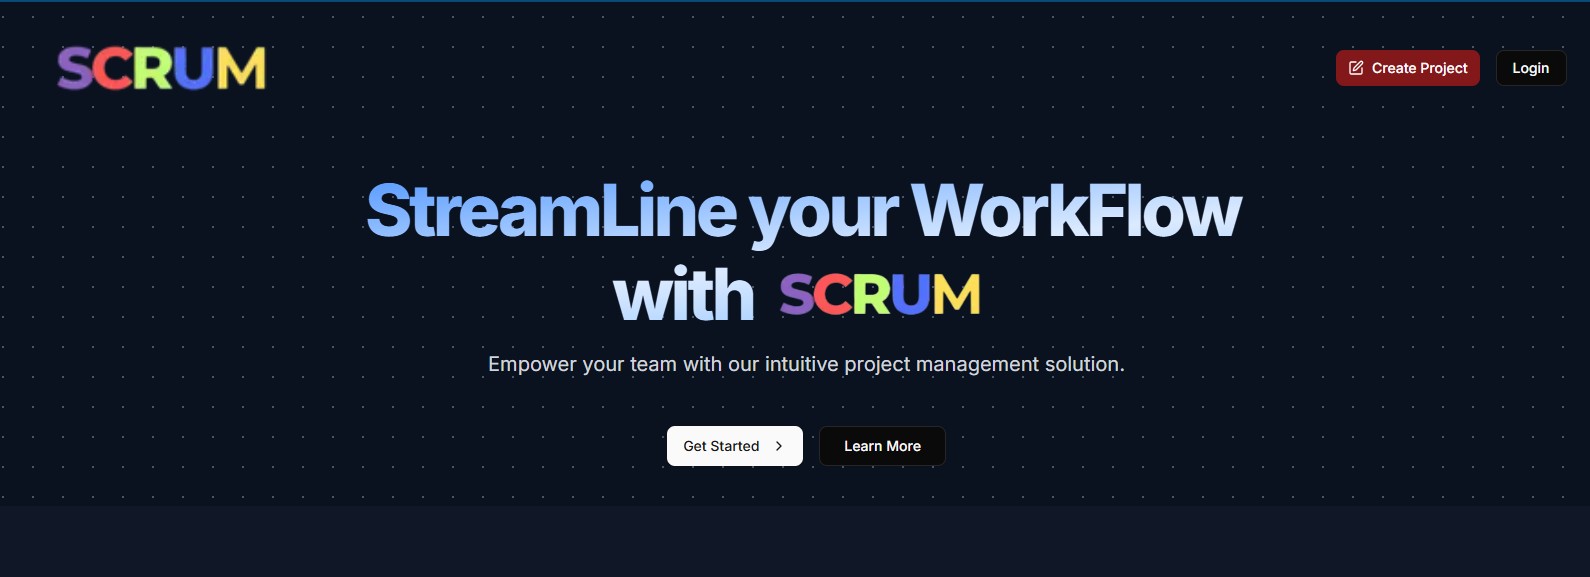 SCRUM
Create Project
Login
StreamLine your WorkFlow
with SCRUM
Empower your team with our intuitive project management solution.
Get Started
Learn More